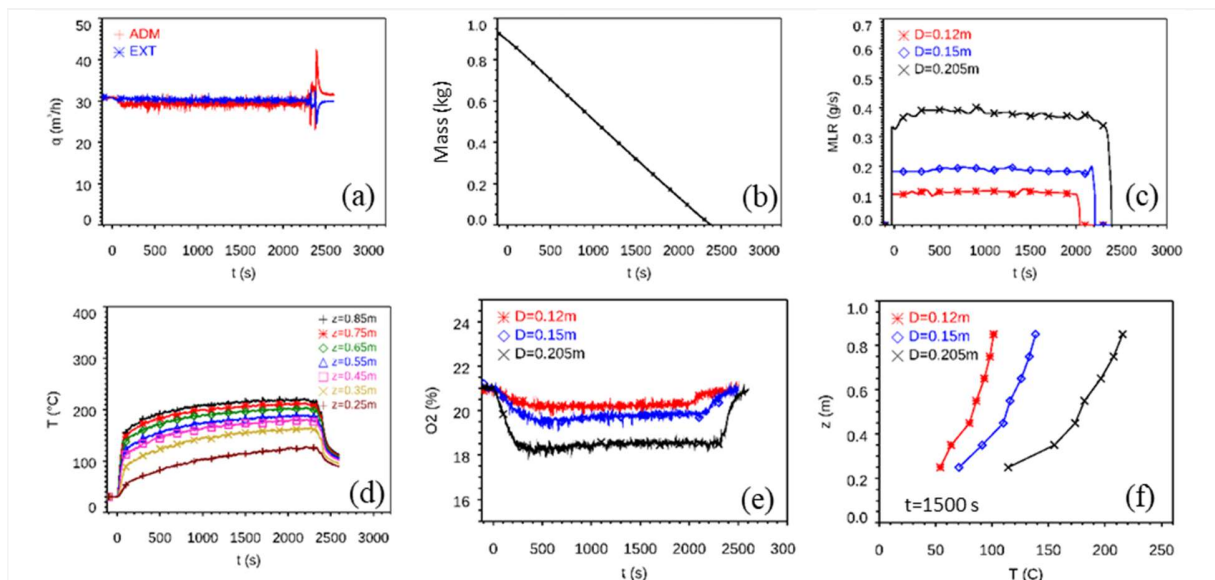 50
40
30
20
10
0
q (m³/h)
ADM
EXT
(a)
0 500 1000 1500 2000 2500 3000
t (s)
1.0
0.8
0.6
0.4
0.2
0.0
Mass (kg)
(b)
0 500 1000 1500 2000 2500 3000
t (s)
0.7
0.6
0.5
0.4
0.3
0.2
0.1
0.0
MLR (g/s)
D=0.12m
D=0.15m
D=0.205m
(c)
0 500 1000 1500 2000 2500 3000
t (s)
400
300
200
100
0
T (°C)
z=0.85m
z=0.75m
z=0.65m
z=0.55m
z=0.45m
z=0.35m
z=0.25m
(d)
0 500 1000 1500 2000 2500 3000
t (s)
24
22
20
18
16
O2 (%)
D=0.12m
D=0.15m
D=0.205m
(e)
0 500 1000 1500 2000 2500 3000
t (s)
1.0
0.8
0.6
0.4
0.2
0.0
z (m)
D=0.12m
D=0.15m
D=0.205m
t=1500 s
(f)
0 50 100 150 200 250
T (C)